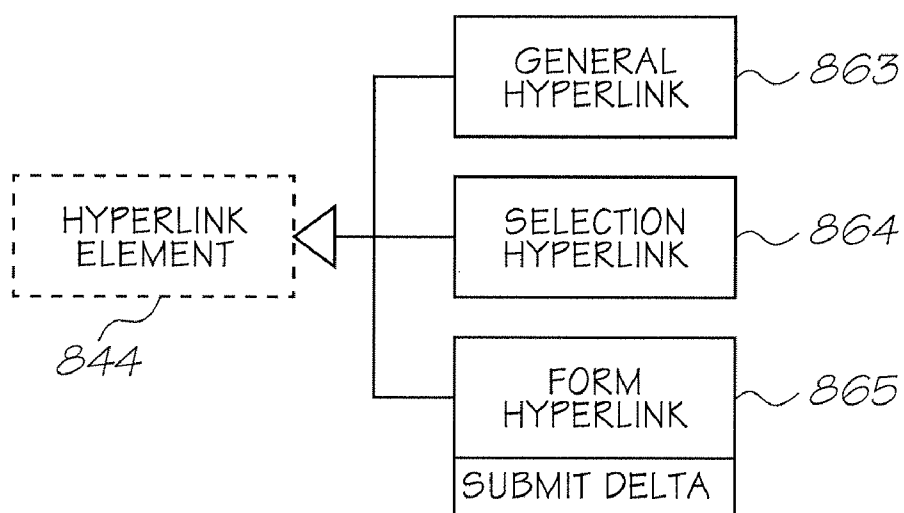 GENERAL
HYPERLINK
863
HYPERLINK
ELEMENT
844
SELECTION
HYPERLINK
864
FORM
HYPERLINK
865
SUBMIT DELTA